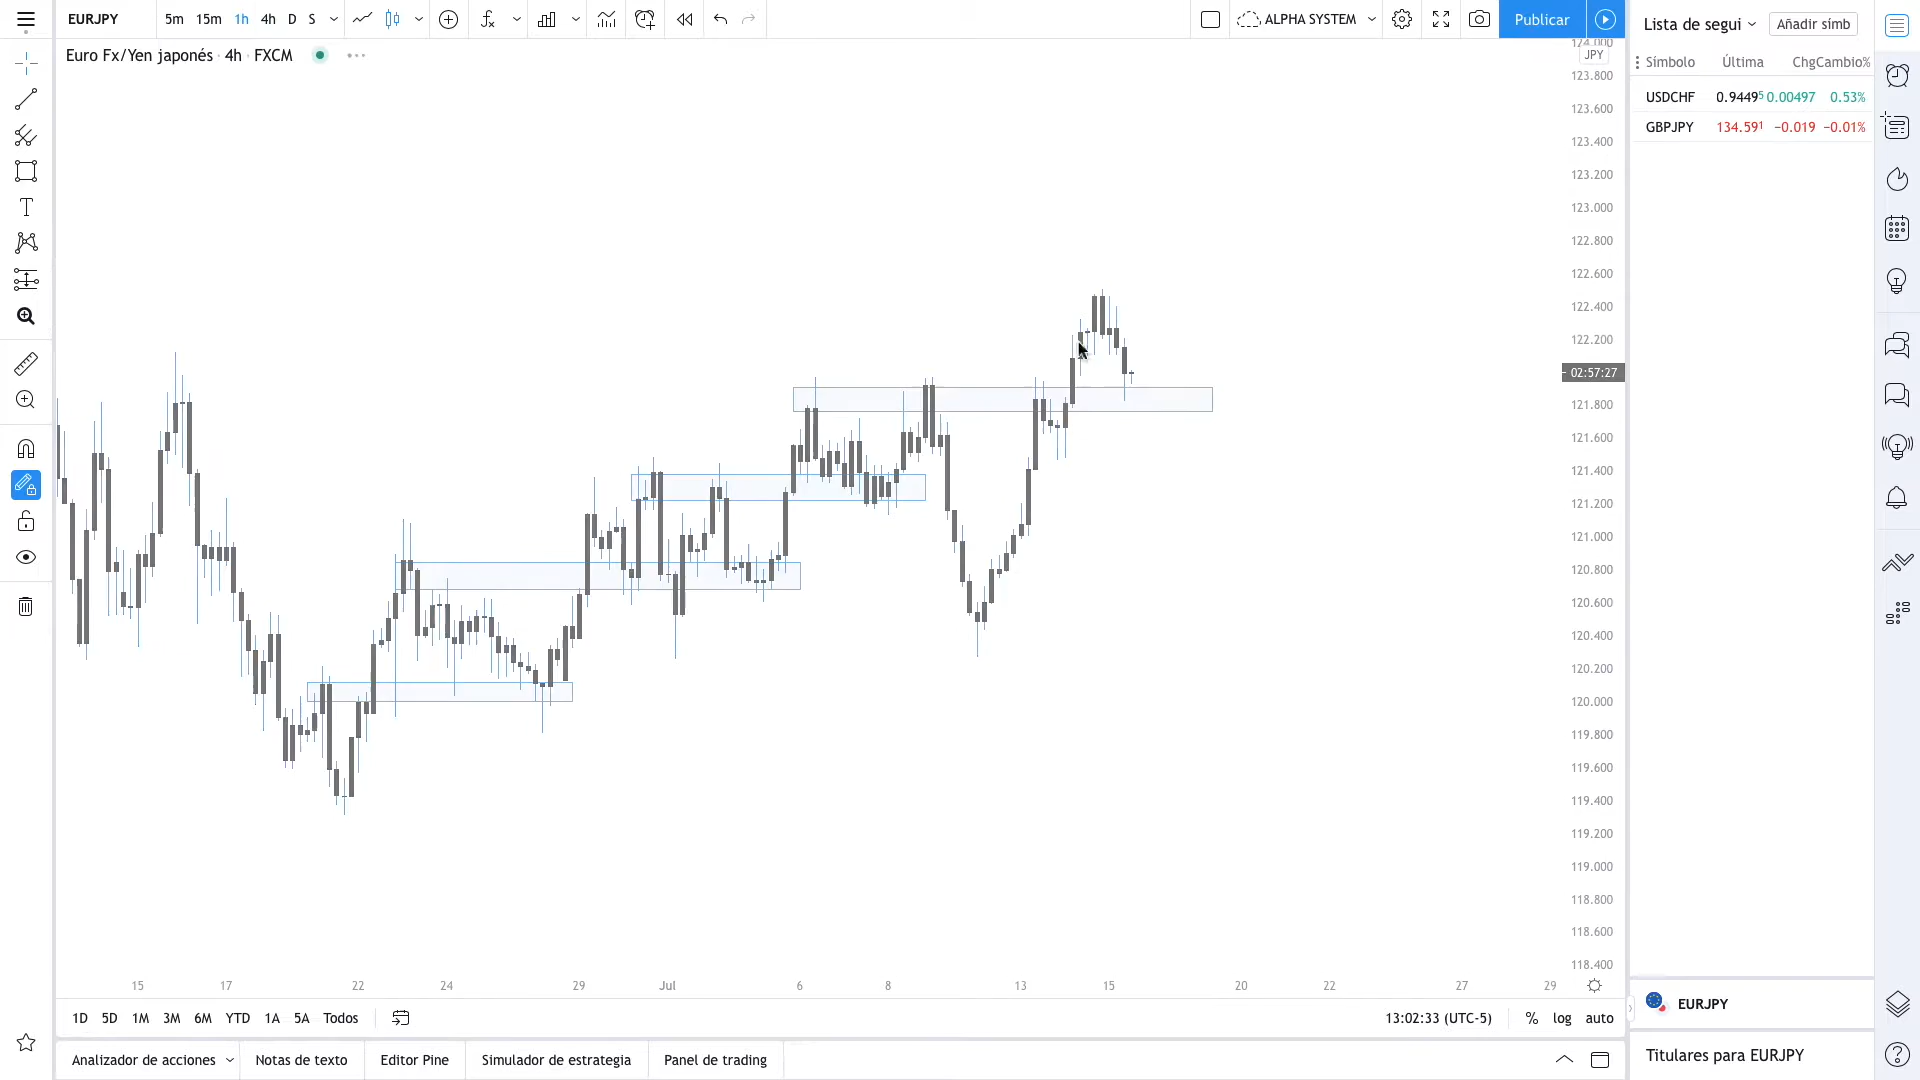 EURJPY
5m 15m 1h 4h D S
ALPHA SYSTEM
Publicar
Euro Fx/Yen japonés · 4h · FXCM
124.000
JPY
123.800
123.600
123.400
123.200
123.000
122.800
122.600
122.400
122.200
02:57:27
121.800
121.600
121.400
121.200
121.000
120.800
120.600
120.400
120.200
120.000
119.800
119.600
119.400
119.200
119.000
118.800
118.600
118.400
15 17 22 24 29 Jul 6 8 13 15 20 22 27 29
1D 5D 1M 3M 6M YTD 1A 5A Todos
13:02:33 (UTC-5) % log auto
Analizador de acciones Notas de texto Editor Pine Simulador de estrategia Panel de trading
Lista de segui Añadir símb
Símbolo Última Chg Cambio%
USDCHF 0.94495 0.00497 0.53%
GBPJPY 134.591 −0.019 −0.01%
EURJPY
Titulares para EURJPY